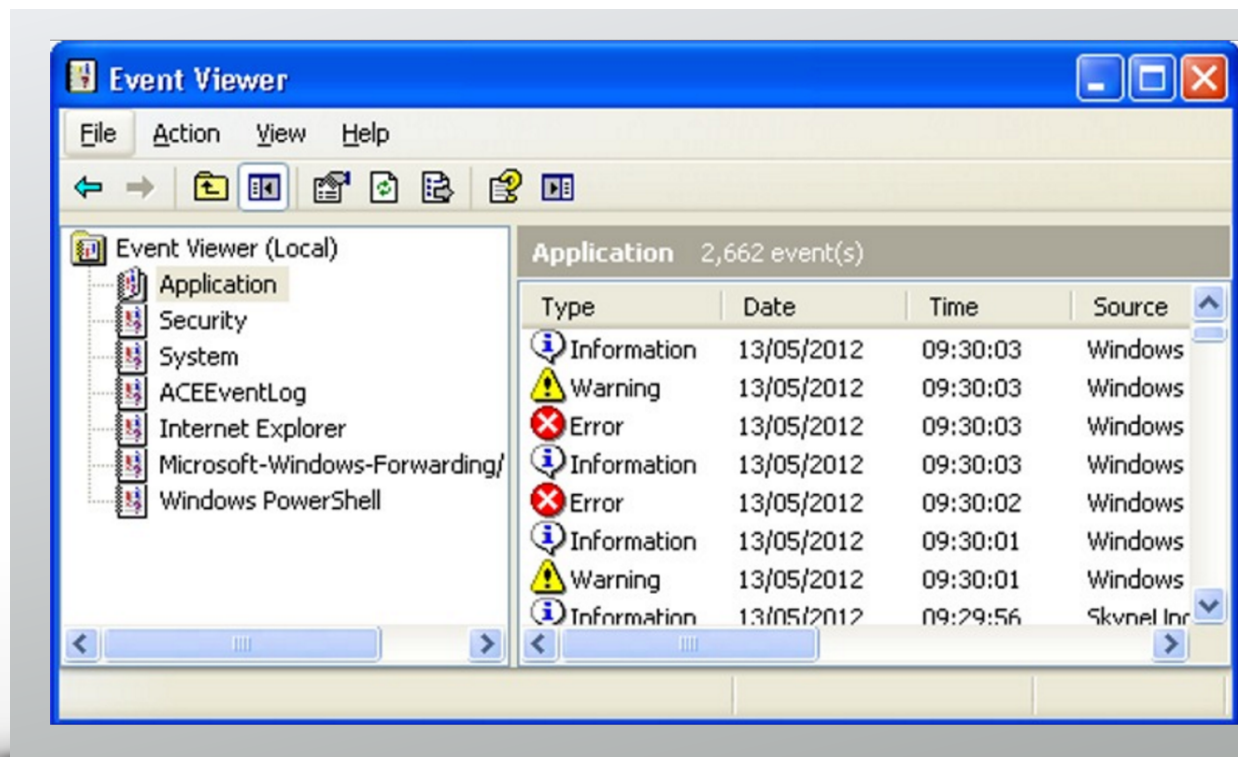 Event Viewer
File Action View Help
Event Viewer (Local)
Application
Security
System
ACEEventLog
Internet Explorer
Microsoft-Windows-Forwarding/
Windows PowerShell
Application 2,662 event(s)
Type Date Time Source
Information 13/05/2012 09:30:03 Windows
Warning 13/05/2012 09:30:03 Windows
Error 13/05/2012 09:30:03 Windows
Information 13/05/2012 09:30:03 Windows
Error 13/05/2012 09:30:02 Windows
Information 13/05/2012 09:30:01 Windows
Warning 13/05/2012 09:30:01 Windows
Information 13/05/2012 09:29:56